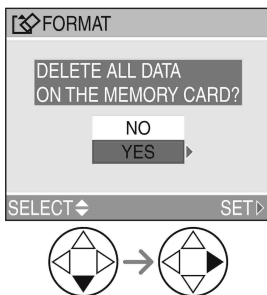 FORMAT
DELETE ALL DATA
ON THE MEMORY CARD?
NO
YES
SELECT SET